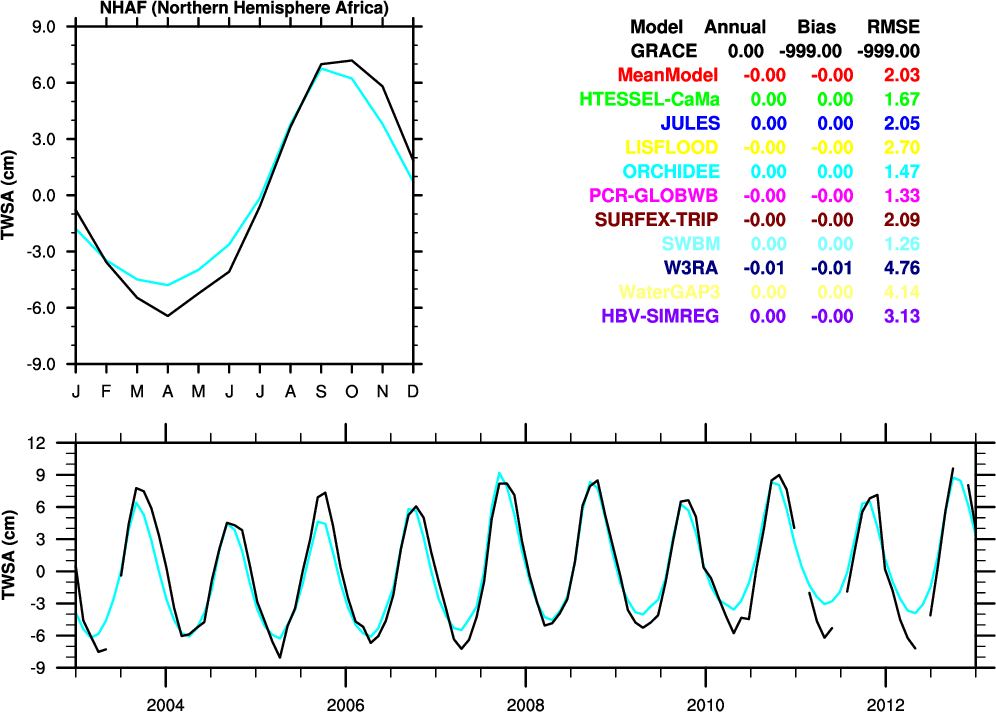 NHAF (Northern Hemisphere Africa)
9.0
6.0
3.0
0.0
-3.0
-6.0
-9.0
TWSA (cm)
J F M A M J J A S O N D
Model Annual Bias RMSE
GRACE 0.00 -999.00 -999.00
MeanModel -0.00 -0.00 2.03
HTESSEL-CaMa 0.00 0.00 1.67
JULES 0.00 0.00 2.05
LISFLOOD -0.00 -0.00 2.70
ORCHIDEE 0.00 0.00 1.47
PCR-GLOBWB -0.00 -0.00 1.33
SURFEX-TRIP -0.00 -0.00 2.09
SWBM 0.00 0.00 1.26
W3RA -0.01 -0.01 4.76
WaterGAP3 0.00 0.00 4.14
HBV-SIMREG 0.00 -0.00 3.13
12
9
6
3
0
-3
-6
-9
TWSA (cm)
2004 2006 2008 2010 2012